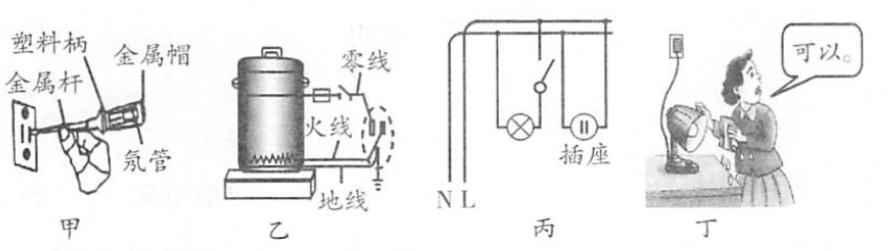 塑料柄
金属帽
金属杆
氖管
甲
零线
火线
地线
乙
插座
N L
丙
可以。
丁